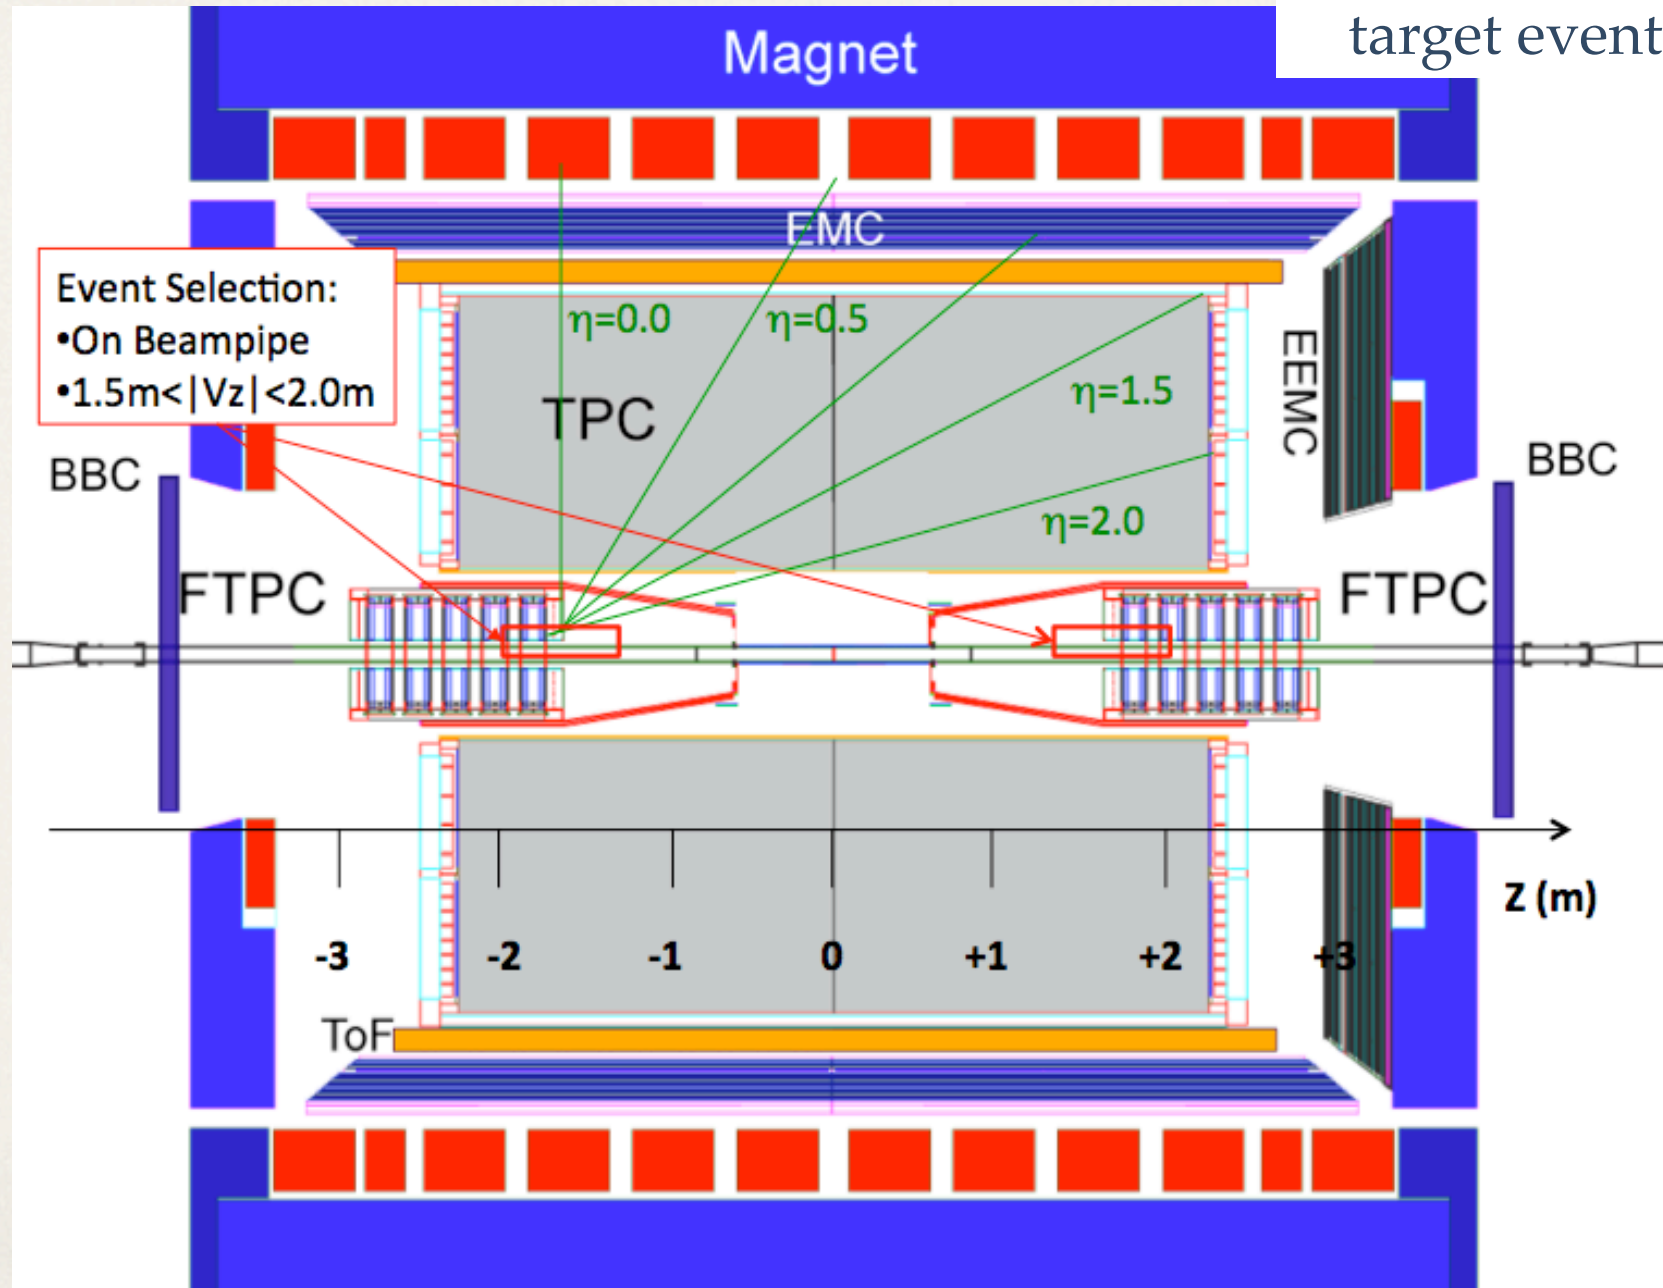 target event
Magnet
EMC
Event Selection:
•On Beampipe
•1.5m<|Vz|<2.0m
η=0.0
η=0.5
η=1.5
η=2.0
TPC
EEMC
BBC
BBC
FTPC
FTPC
Z (m)
-3
-2
-1
0
+1
+2
+3
ToF